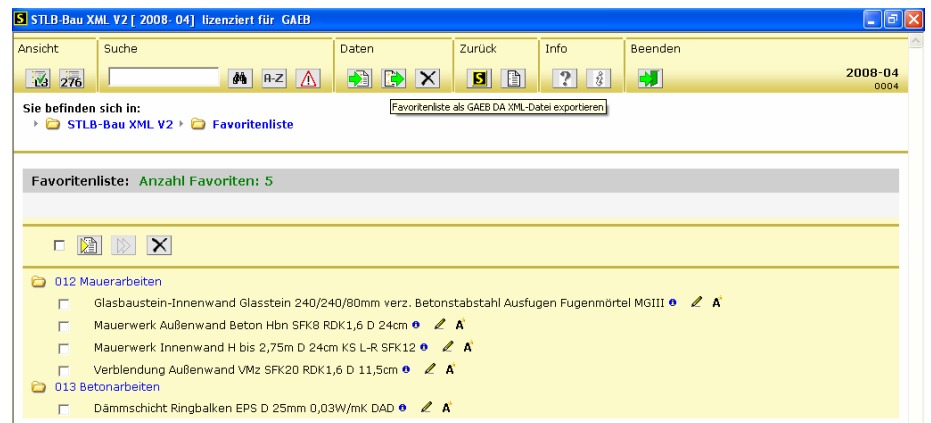 S STLB-Bau XML V2 [ 2008- 04] lizenziert für GAEB
Ansicht Suche Daten Zurück Info Beenden
276 A-Z S ? i 2008-04
0004
Favoritenliste als GAEB DA XML-Datei exportieren
Sie befinden sich in:
STLB-Bau XML V2 Favoritenliste
Favoritenliste: Anzahl Favoriten: 5
012 Mauerarbeiten
Glasbaustein-Innenwand Glasstein 240/240/80mm verz. Betonstabstahl Ausfugen Fugenmörtel MGIII A
Mauerwerk Außenwand Beton Hbn SFK8 RDK1,6 D 24cm A
Mauerwerk Innenwand H bis 2,75m D 24cm KS L-R SFK12 A
Verblendung Außenwand VMz SFK20 RDK1,6 D 11,5cm A
013 Betonarbeiten
Dämmschicht Ringbalken EPS D 25mm 0,03W/mK DAD A